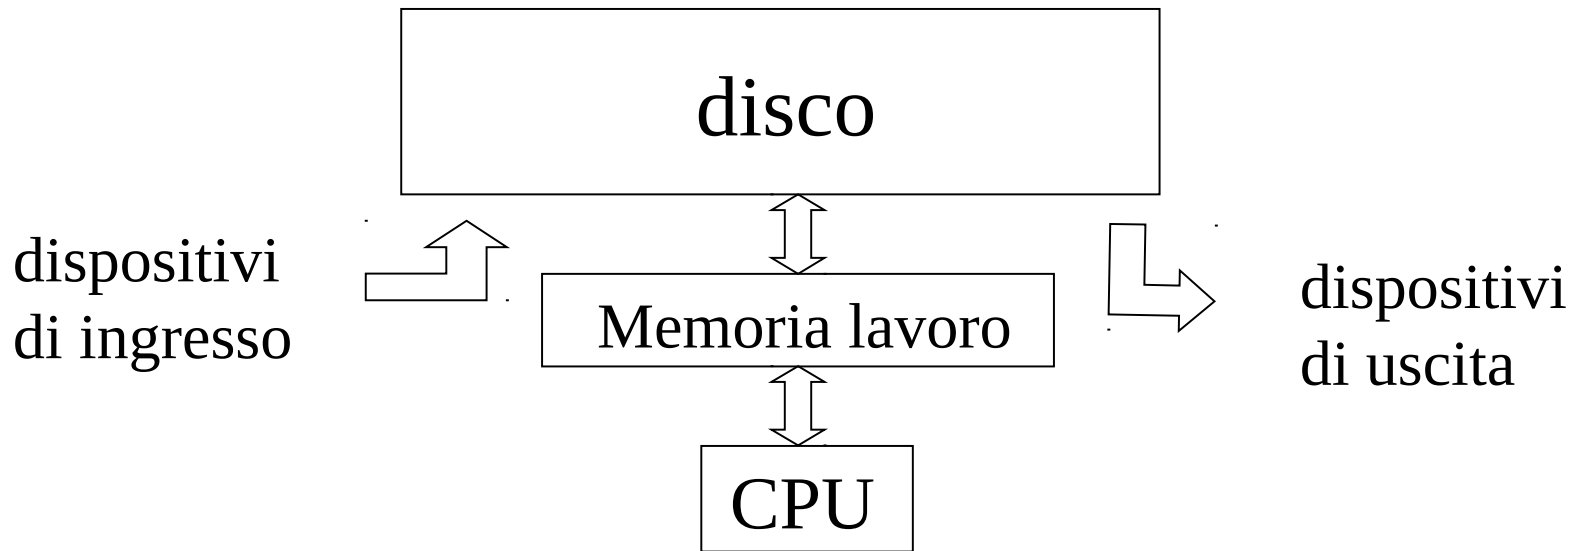 disco
dispositivi
di ingresso
Memoria lavoro
dispositivi
di uscita
CPU